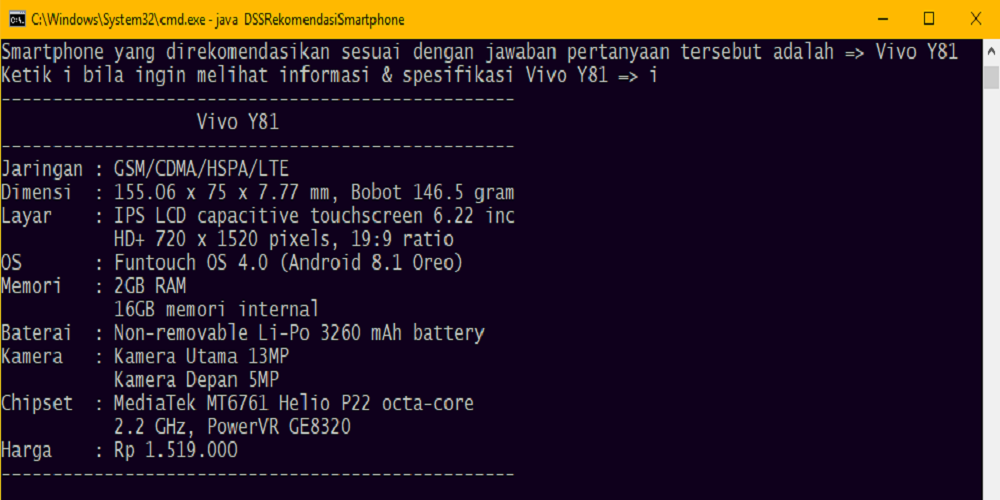 C:\Windows\System32\cmd.exe - java DSSRekomendasiSmartphone
Smartphone yang direkomendasikan sesuai dengan jawaban pertanyaan tersebut adalah => Vivo Y81
Ketik i bila ingin melihat informasi & spesifikasi Vivo Y81 => i
--------------------------------------------------
Vivo Y81
--------------------------------------------------
Jaringan : GSM/CDMA/HSPA/LTE
Dimensi : 155.06 x 75 x 7.77 mm, Bobot 146.5 gram
Layar : IPS LCD capacitive touchscreen 6.22 inc
HD+ 720 x 1520 pixels, 19:9 ratio
OS : Funtouch OS 4.0 (Android 8.1 Oreo)
Memori : 2GB RAM
16GB memori internal
Baterai : Non-removable Li-Po 3260 mAh battery
Kamera : Kamera Utama 13MP
Kamera Depan 5MP
Chipset : MediaTek MT6761 Helio P22 octa-core
2.2 GHz, PowerVR GE8320
Harga : Rp 1.519.000
--------------------------------------------------